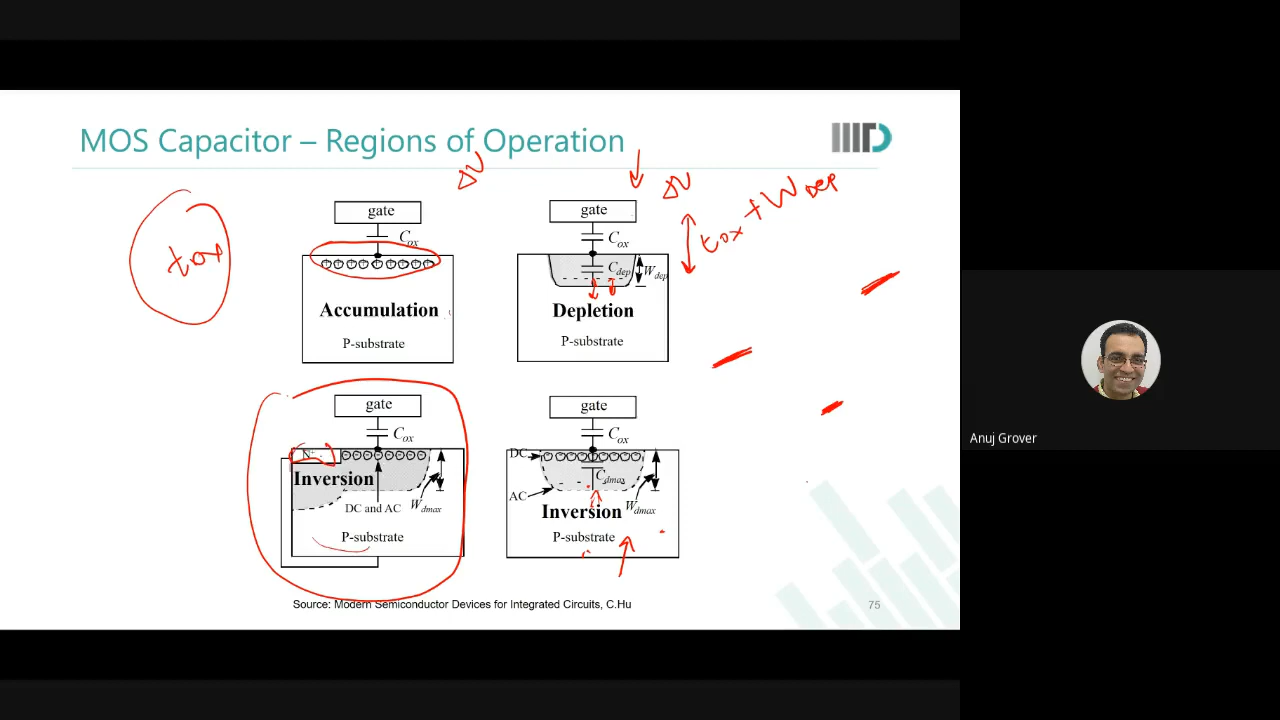 MOS Capacitor – Regions of Operation
ΔV
ΔV
tox + WDEP
tox
gate
Cox
Accumulation
P-substrate
gate
Cox
Cdep
Wdep
Depletion
P-substrate
gate
Cox
N+
Inversion
DC and AC
Wdmax
P-substrate
gate
Cox
DC
Cdmax
AC
Inversion
Wdmax
P-substrate
Source: Modern Semiconductor Devices for Integrated Circuits, C.Hu
75
Anuj Grover